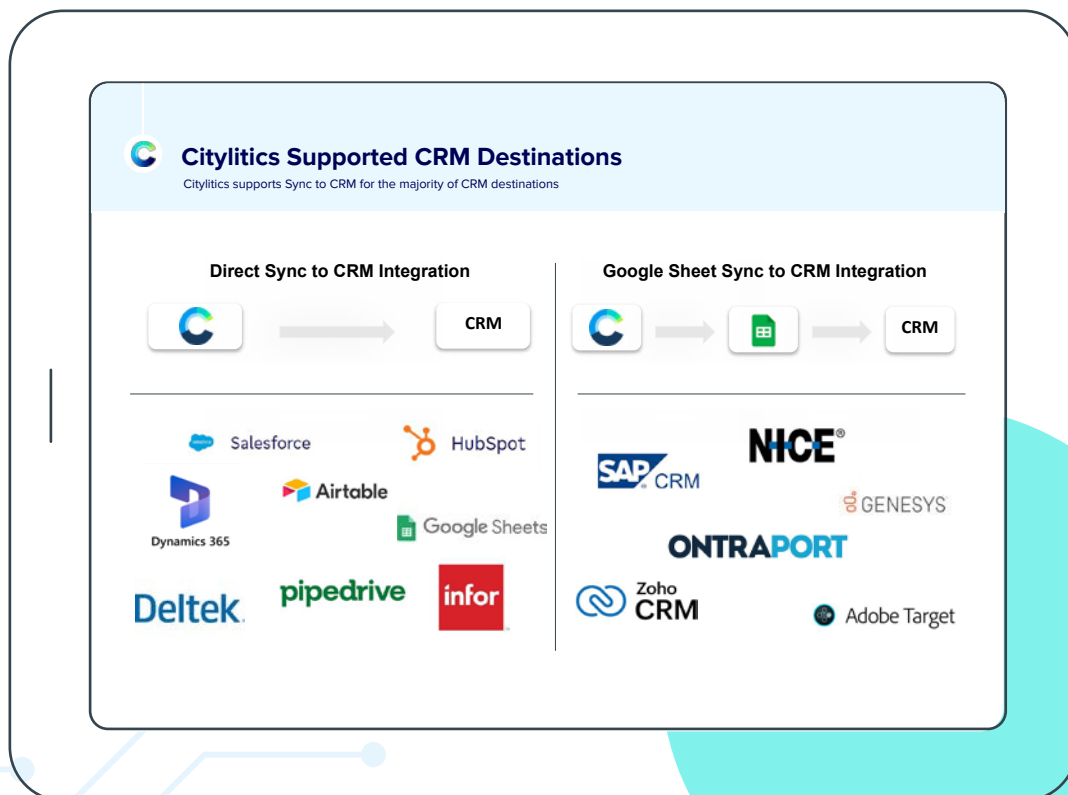 Citylitics Supported CRM Destinations
Citylitics supports Sync to CRM for the majority of CRM destinations
Direct Sync to CRM Integration
CRM
Salesforce
HubSpot
Airtable
Dynamics 365
Google Sheets
Deltek.
pipedrive
infor
Google Sheet Sync to CRM Integration
CRM
NICE®
SAP® CRM
GENESYS
ONTRAPORT
Zoho
CRM
Adobe Target